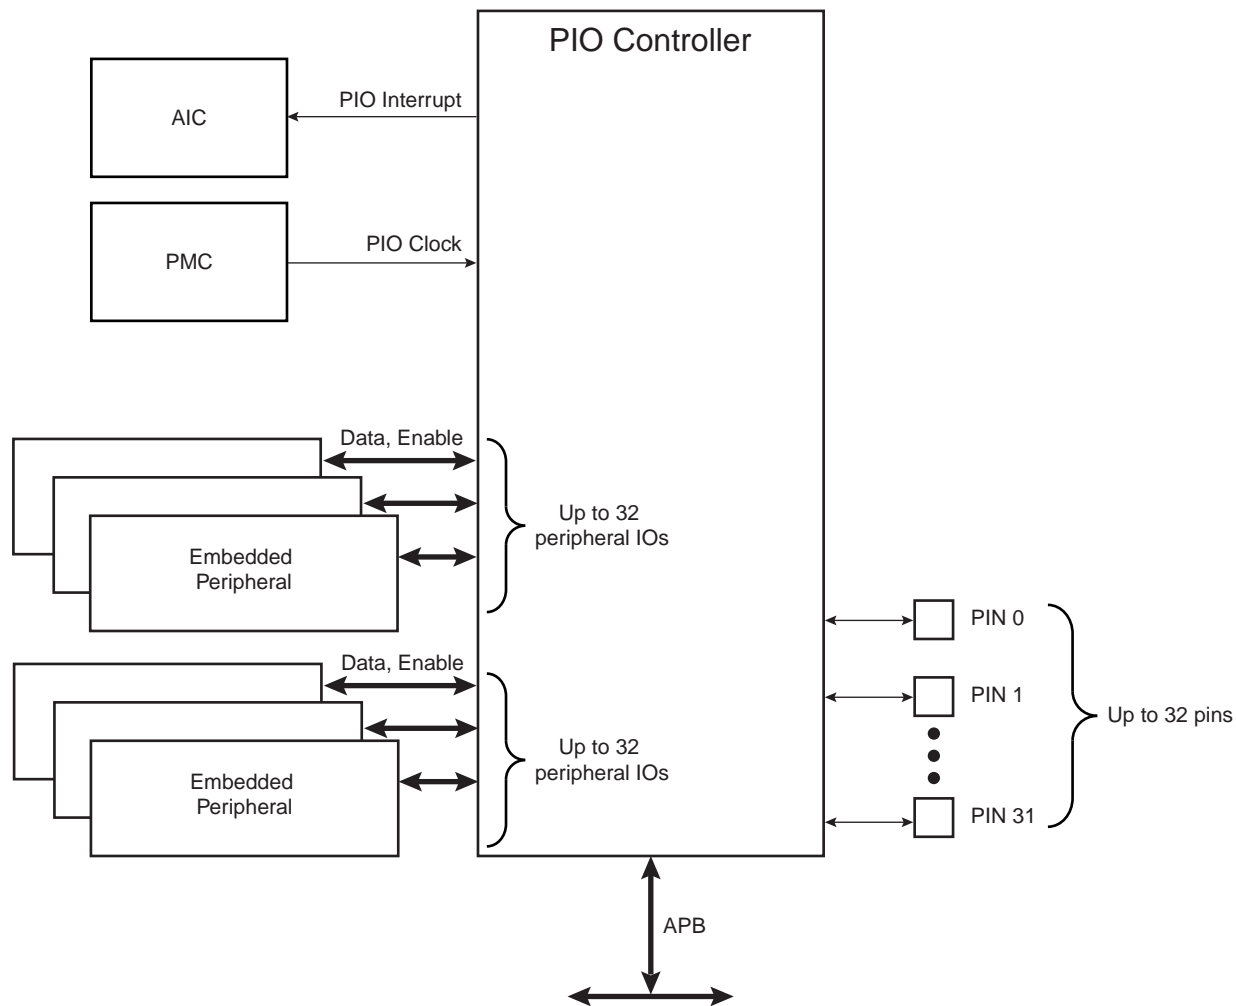 PIO Controller
PIO Interrupt
AIC
PIO Clock
PMC
Data, Enable
Up to 32
peripheral IOs
Embedded
Peripheral
PIN 0
Data, Enable
PIN 1
Up to 32 pins
Up to 32
peripheral IOs
Embedded
Peripheral
PIN 31
APB